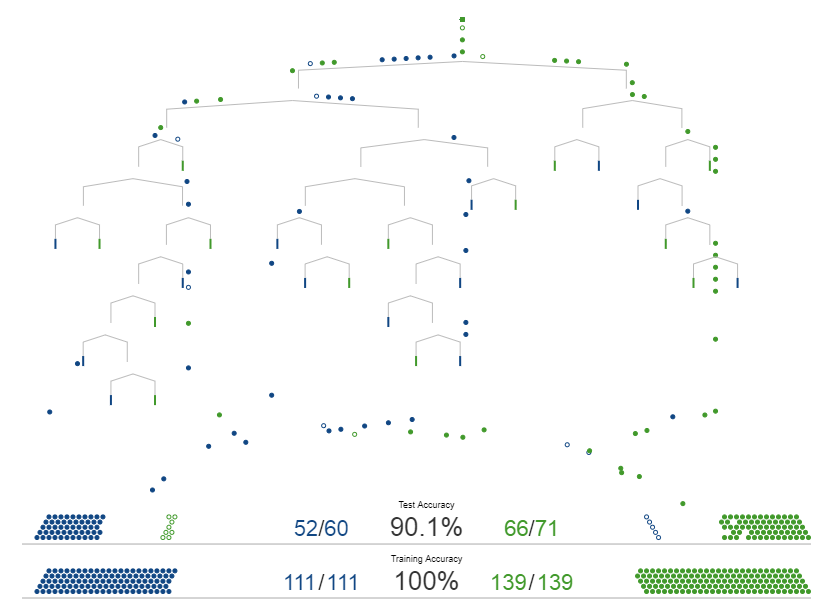 Test Accuracy
52/60 90.1% 66/71
Training Accuracy
111/111 100% 139/139